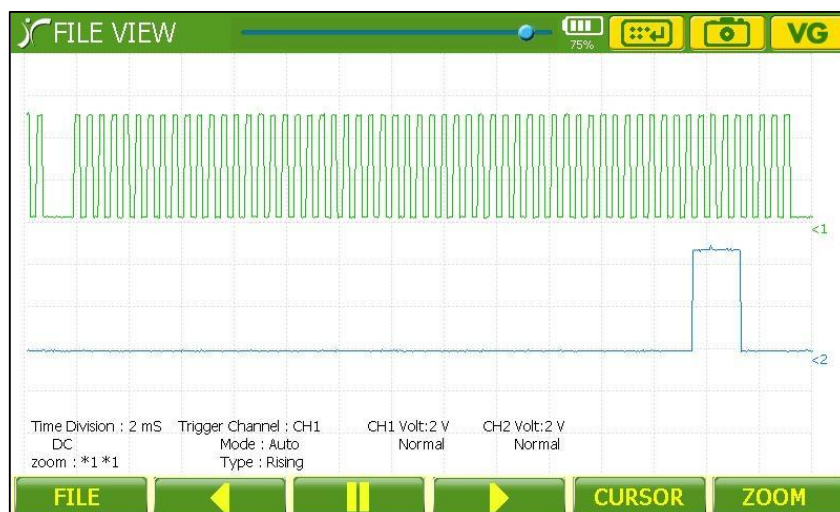 FILE VIEW
75%
VG
<1
<2
Time Division : 2 mS Trigger Channel : CH1 CH1 Volt:2 V CH2 Volt:2 V
DC Mode : Auto Normal Normal
zoom : *1 *1 Type : Rising
FILE CURSOR ZOOM